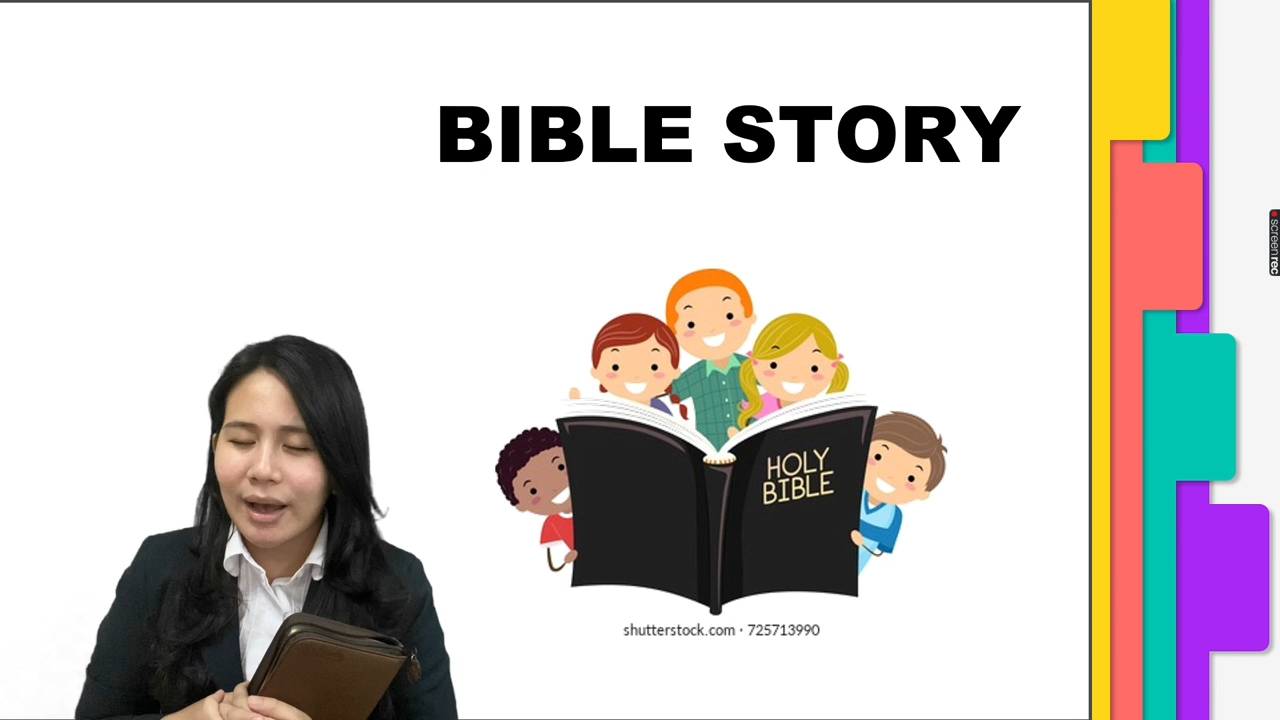 BIBLE STORY
HOLY
BIBLE
shutterstock.com · 725713990
screenrec